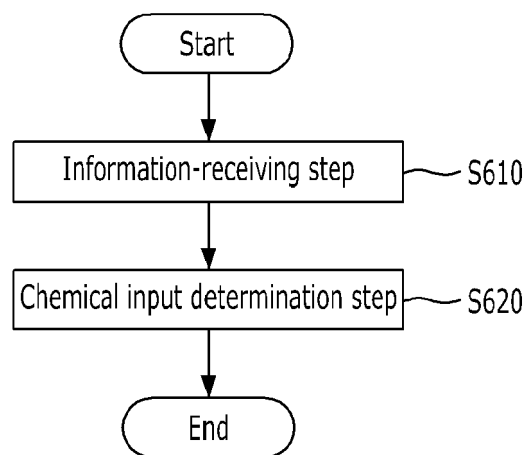 Start
Information-receiving step
S610
Chemical input determination step
S620
End